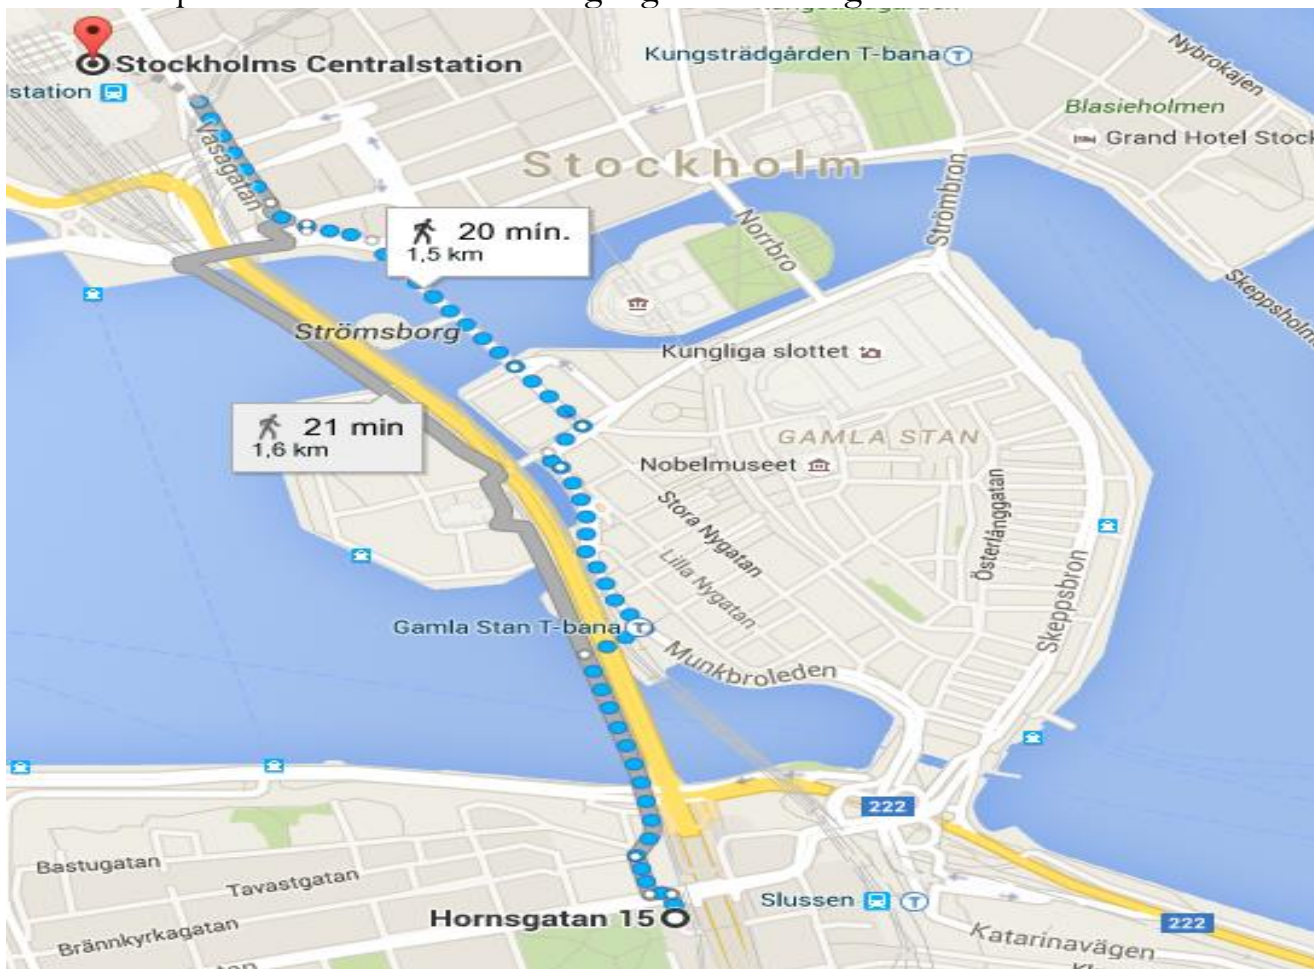 Kungsträdgården T-bana
Nybrokajen
Stockholms Centralstation
station
Blasieholmen
Grand Hotel Stock
Vasagatan
Stockholm
Strömbron
Norrbro
20 min.
1,5 km
Skeppsholm
Strömsborg
Kungliga slottet
21 min
1,6 km
GAMLA STAN
Nobelmuseet
Stora Nygatan
Österlånggatan
Lilla Nygatan
Skeppsbron
Gamla Stan T-bana
Munkbroleden
222
Bastugatan
Tavastgatan
Slussen
Hornsgatan 15
222
Brännkyrkagatan
Katarinavägen